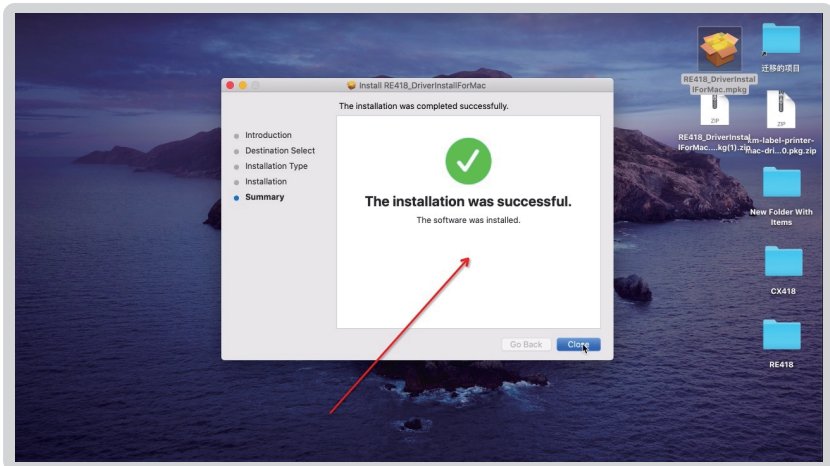 Install RE418_DriverInstallForMac
The installation was completed successfully.
Introduction
Destination Select
Installation Type
Installation
Summary
The installation was successful.
The software was installed.
Go Back
Close
RE418_DriverInstal
lForMac.mpkg
迁移的项目
ZIP
RE418_DriverInstal
lForMac....kg(1).zip
ZIP
xm-label-printer-
mac-dri...0.pkg.zip
New Folder With
Items
CX418
RE418